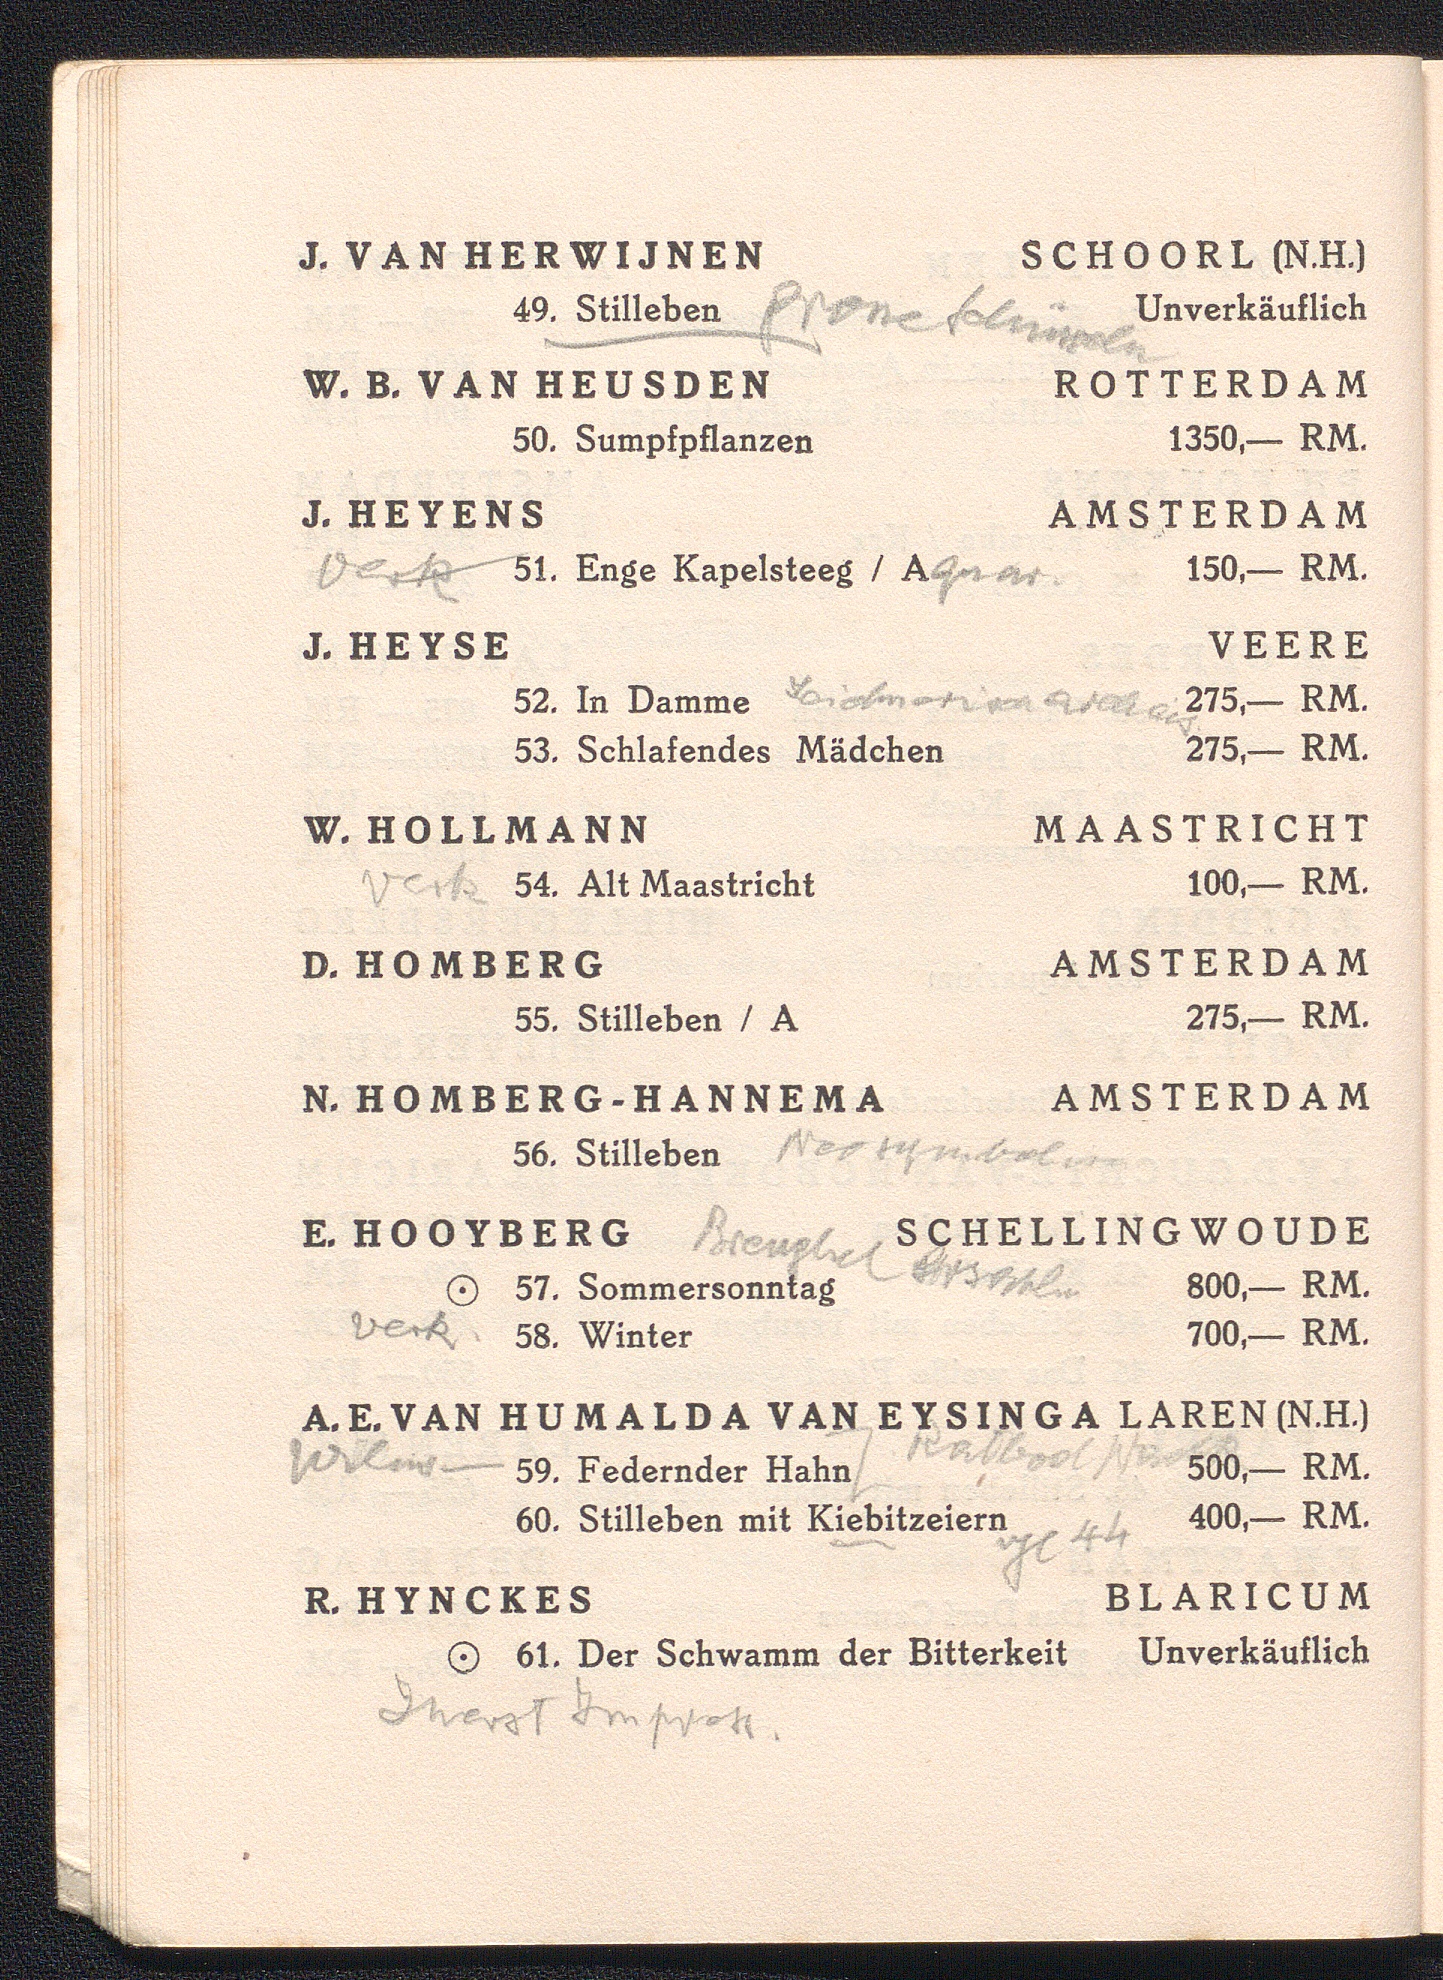 J. VAN HERWIJNEN SCHOORL (N.H.)
49. Stilleben Unverkäuflich
W. B. VAN HEUSDEN ROTTERDAM
50. Sumpfpflanzen 1350,— RM.
J. HEYENS AMSTERDAM
verk 51. Enge Kapelsteeg / Aquar. 150,— RM.
J. HEYSE VEERE
52. In Damme 275,— RM.
53. Schlafendes Mädchen 275,— RM.
W. HOLLMANN MAASTRICHT
verk 54. Alt Maastricht 100,— RM.
D. HOMBERG AMSTERDAM
55. Stilleben / A 275,— RM.
N. HOMBERG-HANNEMA AMSTERDAM
56. Stilleben
E. HOOYBERG Breughel SCHELLINGWOUDE
⊙ 57. Sommersonntag 800,— RM.
verk. 58. Winter 700,— RM.
A. E. VAN HUMALDA VAN EYSINGA LAREN (N.H.)
59. Federnder Hahn 500,— RM.
60. Stilleben mit Kiebitzeiern vgl 44 400,— RM.
R. HYNCKES BLARICUM
⊙ 61. Der Schwamm der Bitterkeit Unverkäuflich